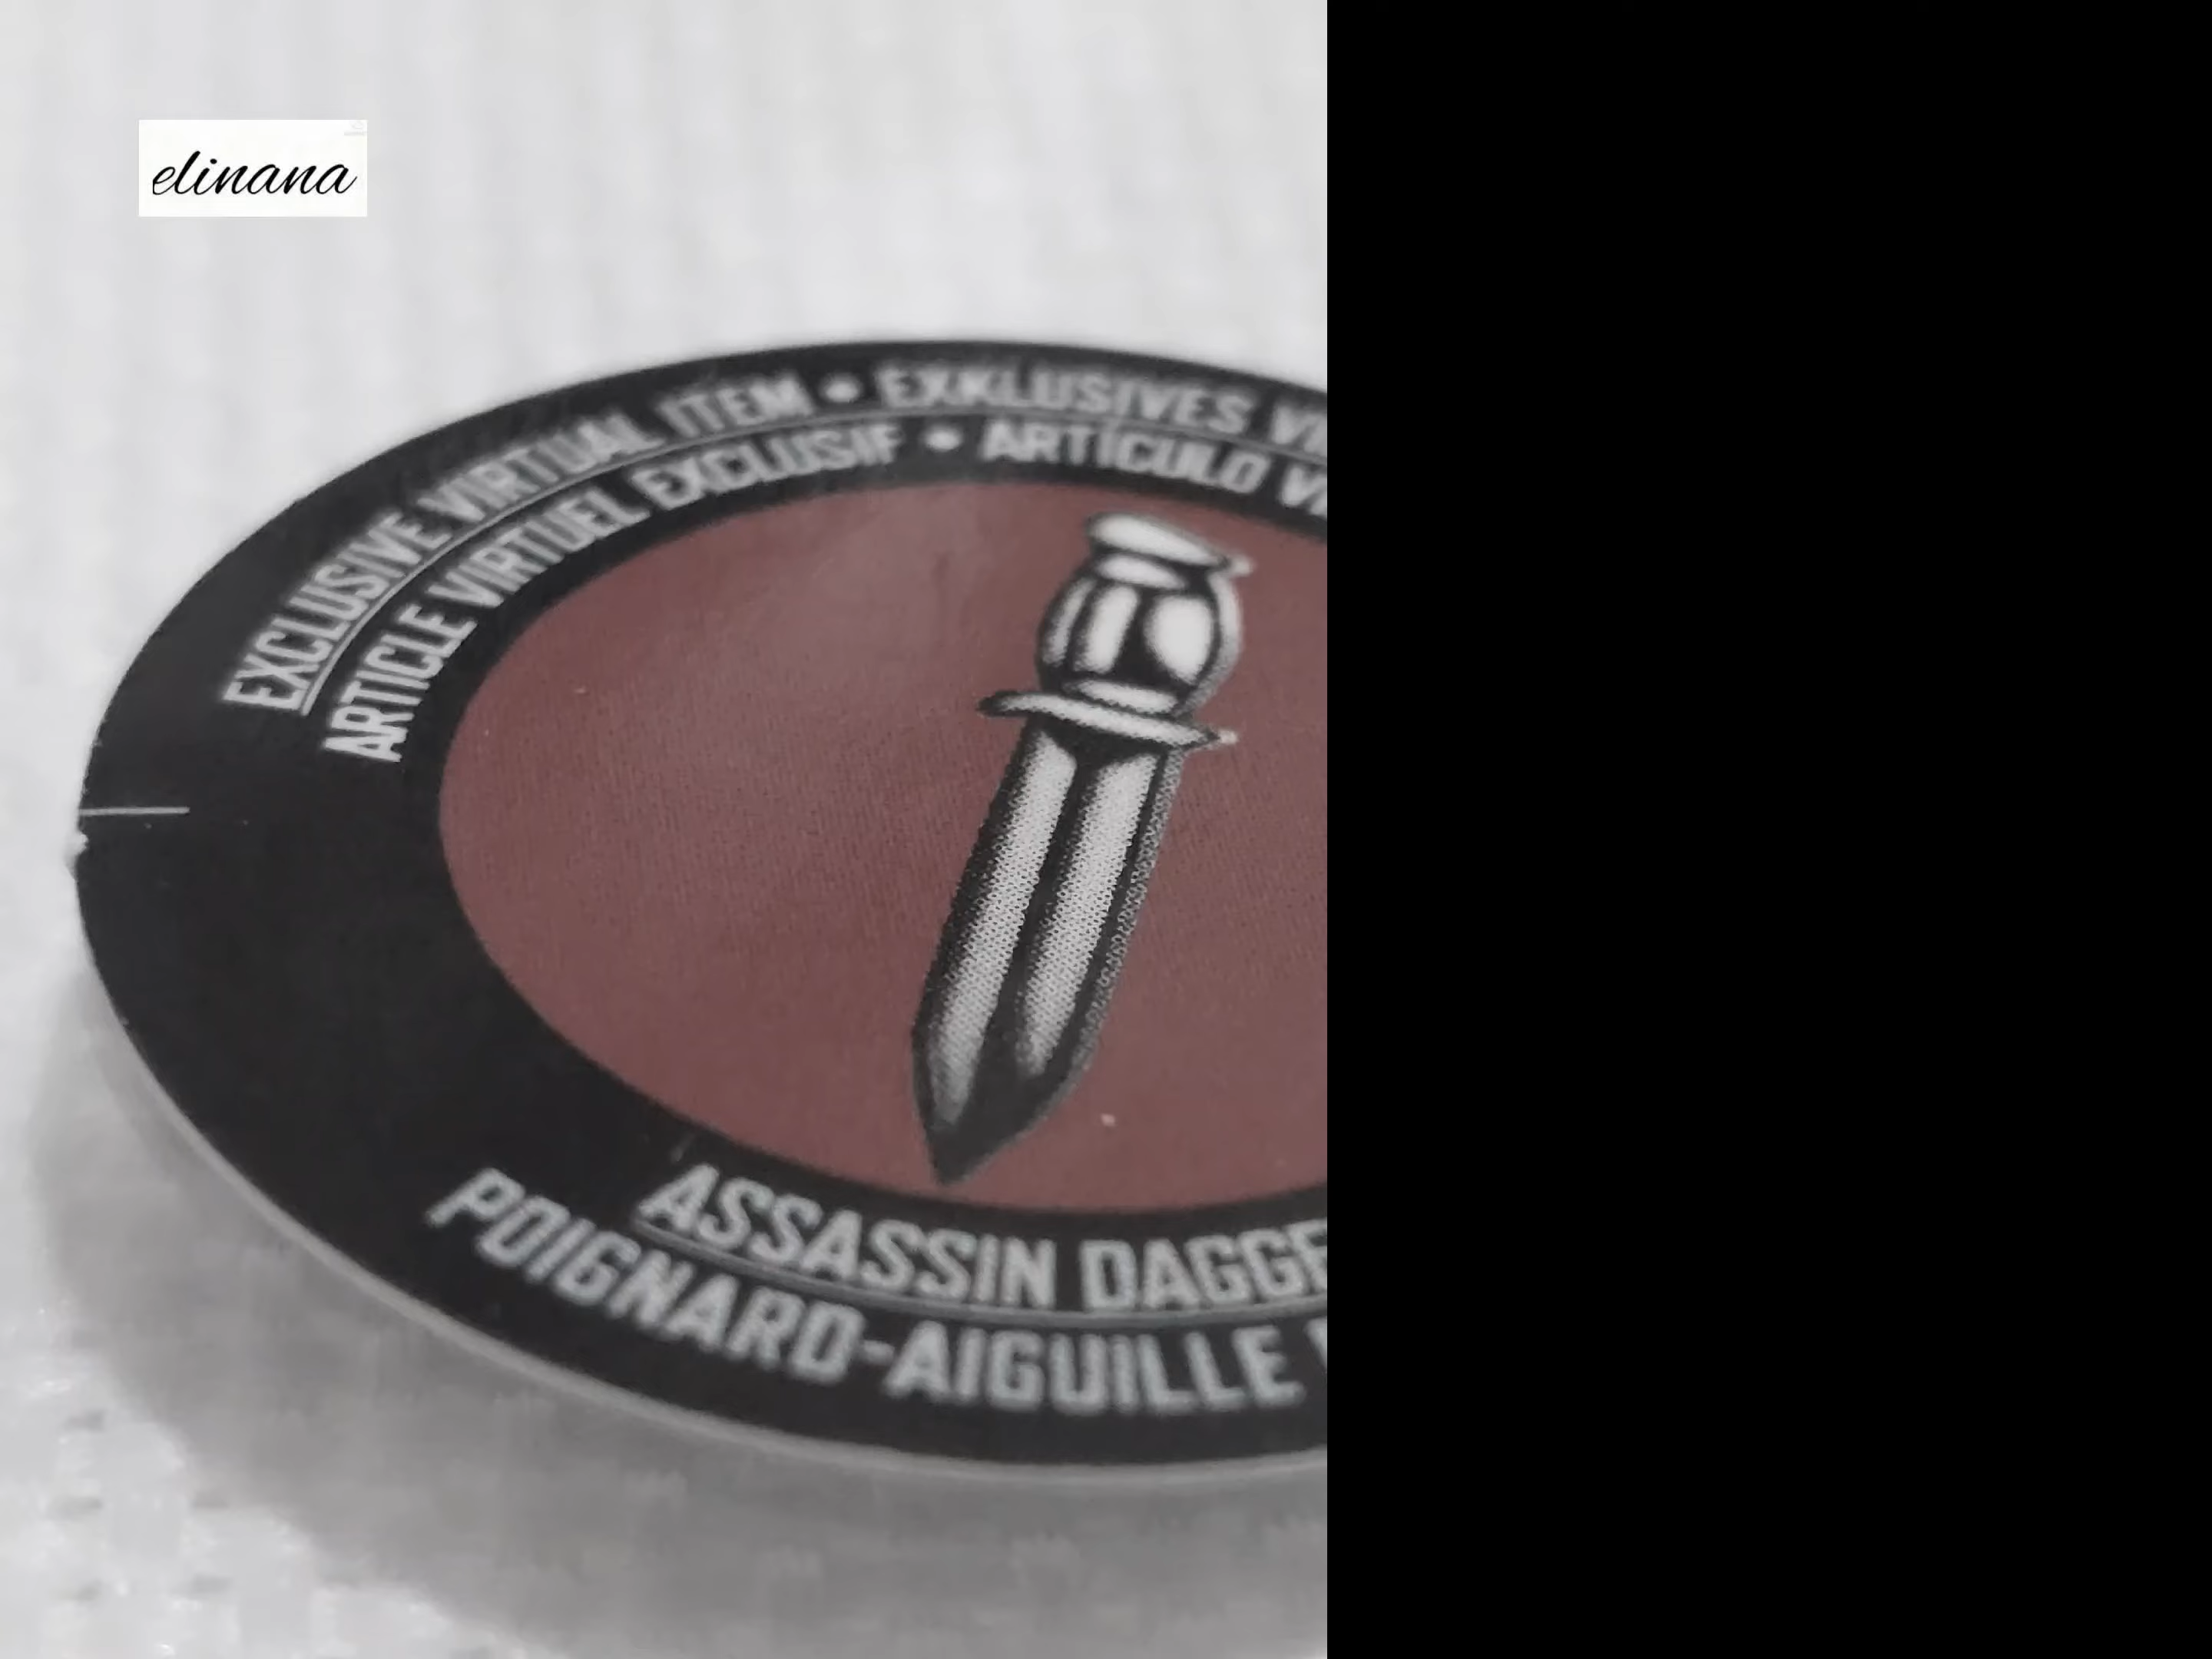 elinana
EXCLUSIVE VIRTUAL ITEM • EXKLUSIVES
ARTICLE VIRTUEL EXCLUSIF • ARTÍCULO
ASSASSIN
POIGNARD-AIGUILLE